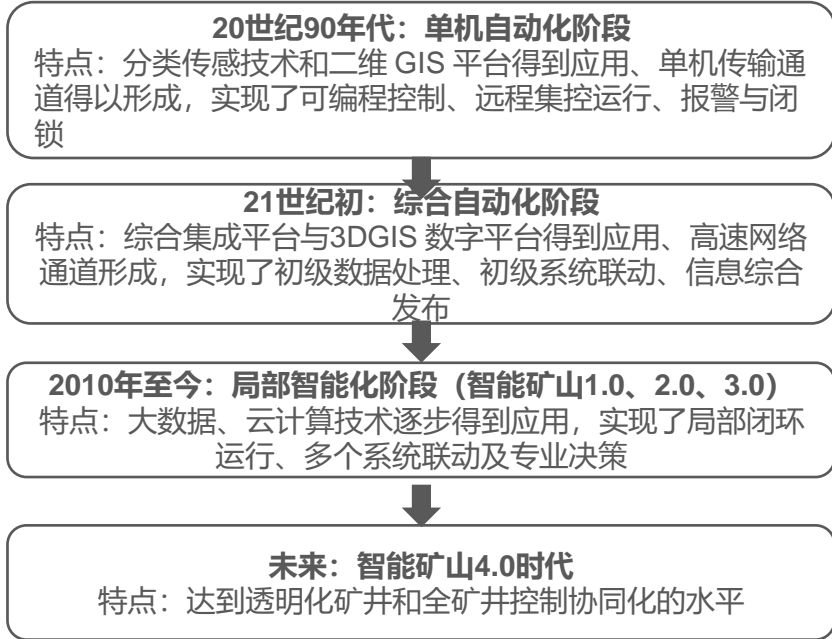 20世纪90年代：单机自动化阶段
特点：分类传感技术和二维 GIS 平台得到应用、单机传输通
道得以形成，实现了可编程控制、远程集控运行、报警与闭
锁
21世纪初：综合自动化阶段
特点：综合集成平台与3DGIS 数字平台得到应用、高速网络
通道形成，实现了初级数据处理、初级系统联动、信息综合
发布
2010年至今：局部智能化阶段（智能矿山1.0、2.0、3.0）
特点：大数据、云计算技术逐步得到应用，实现了局部闭环
运行、多个系统联动及专业决策
未来：智能矿山4.0时代
特点：达到透明化矿井和全矿井控制协同化的水平